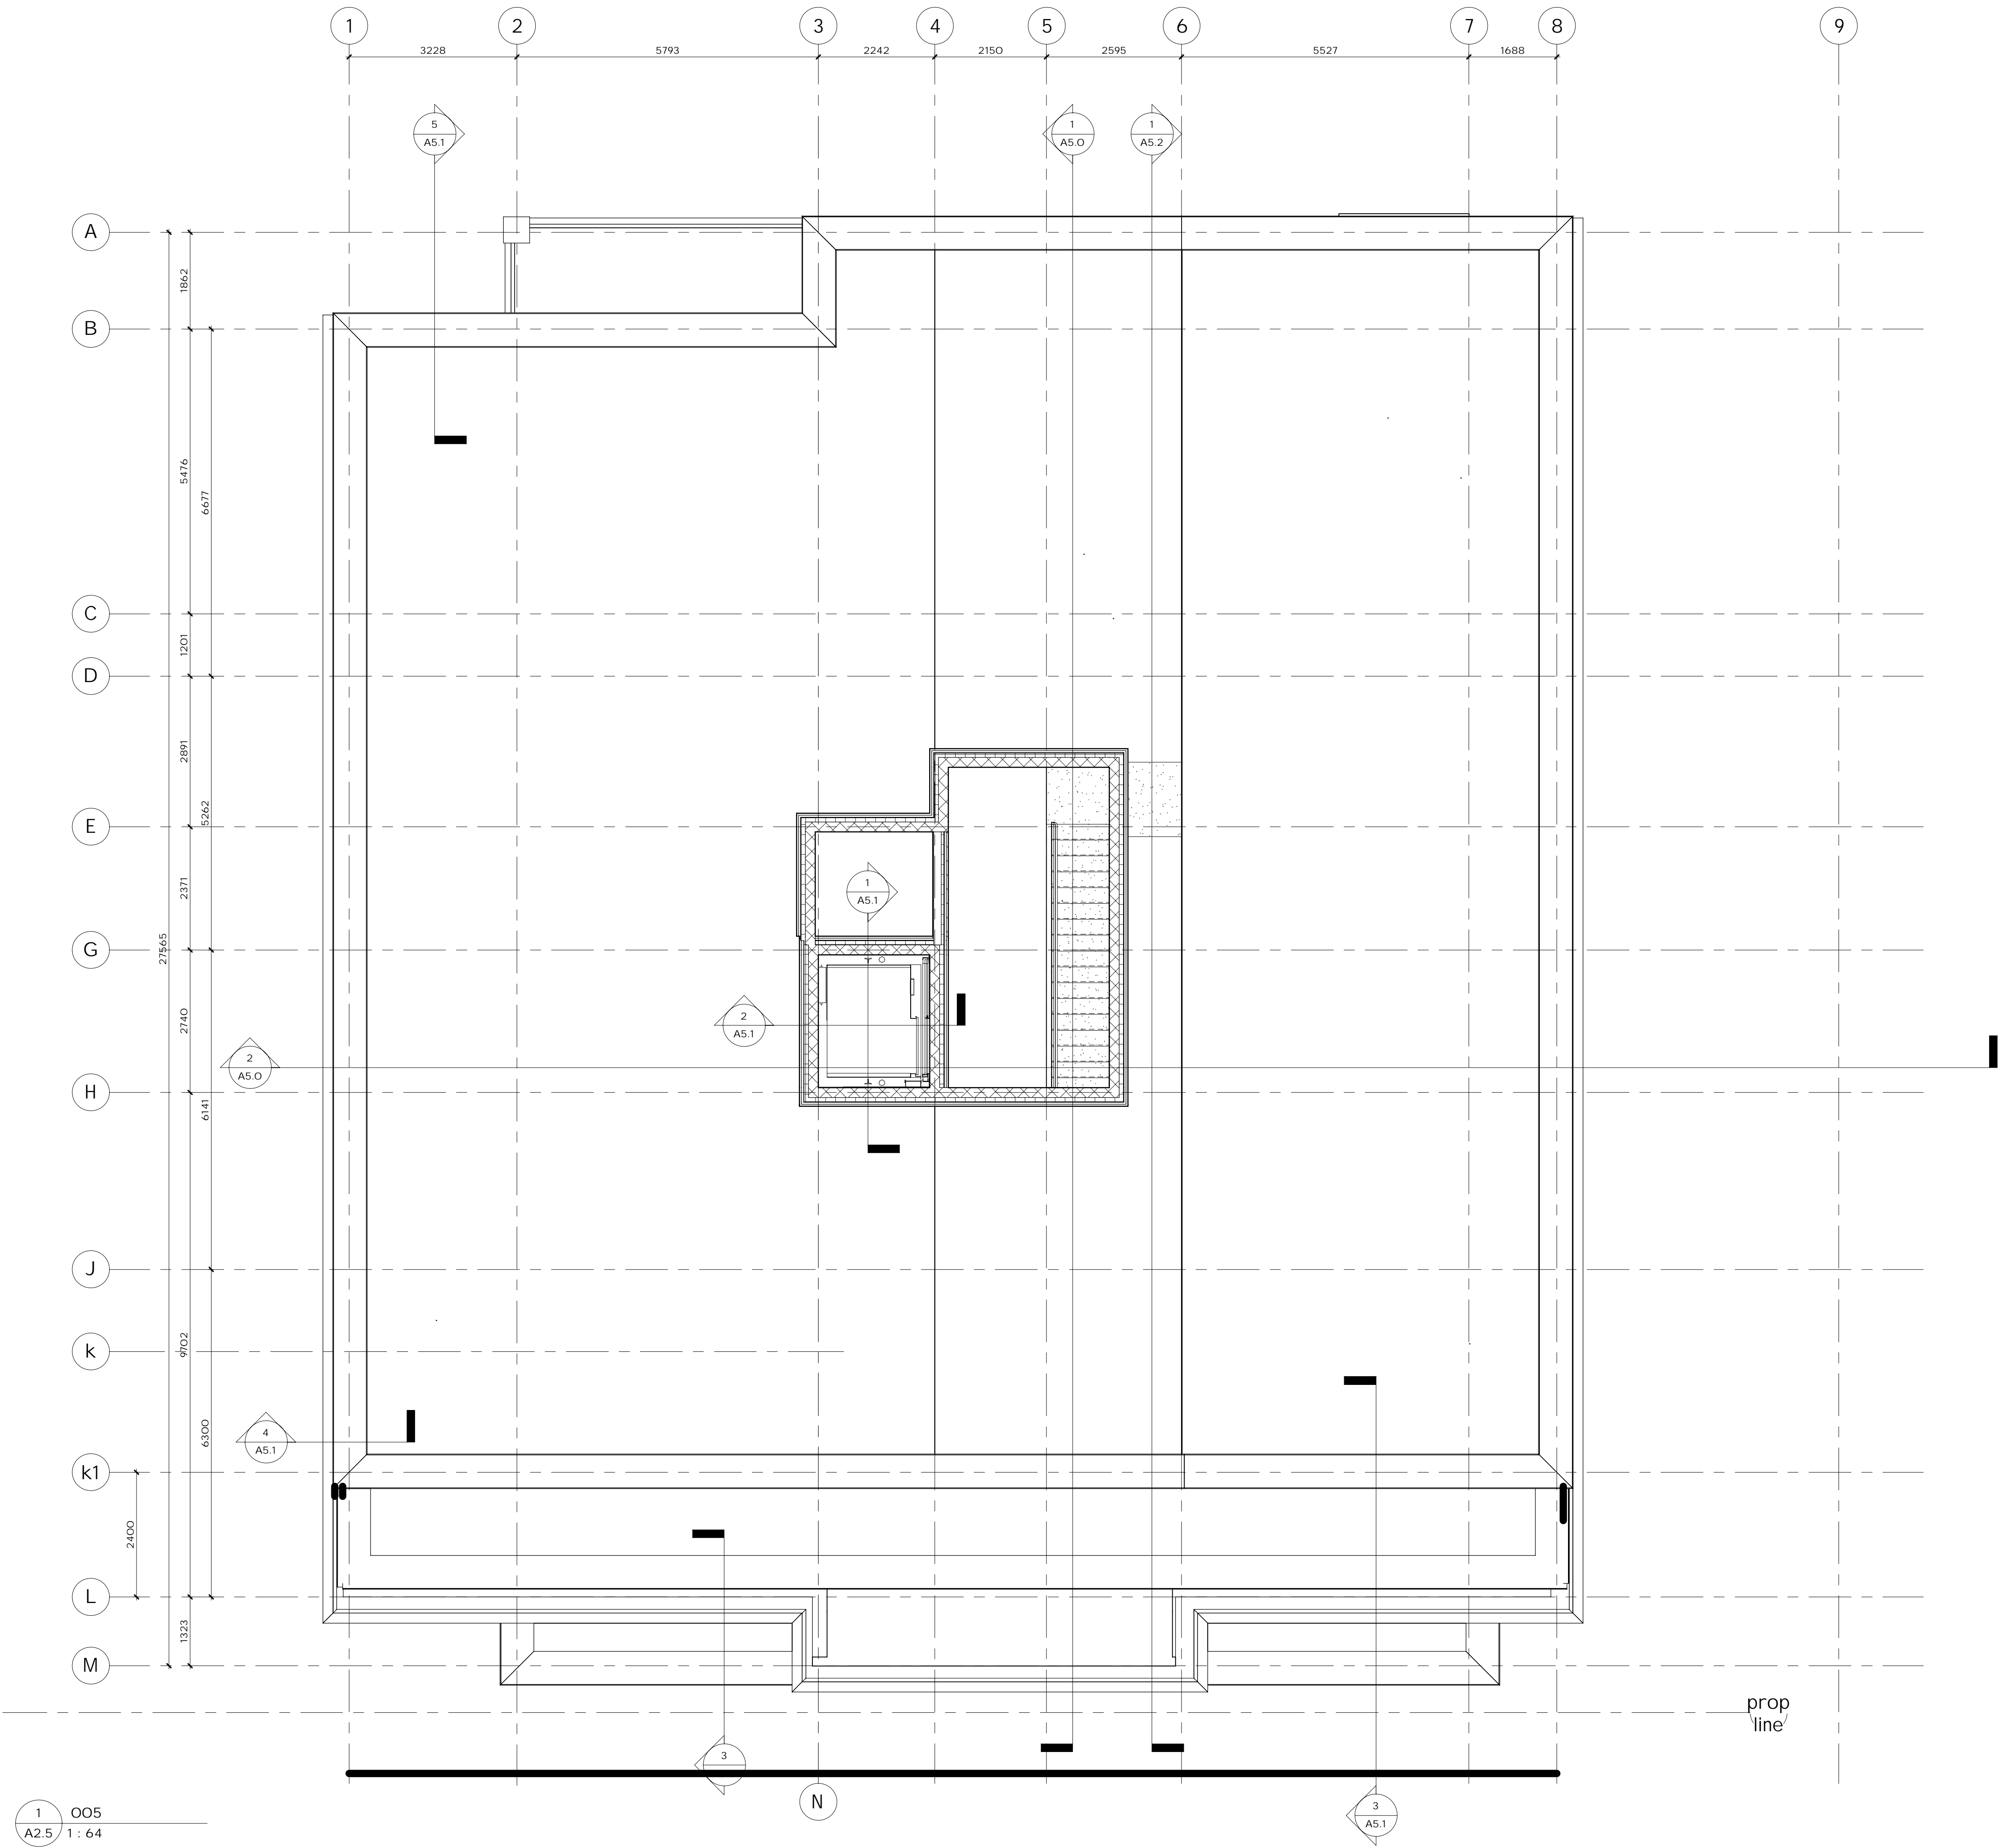 1 2 3 4 5 6 7 8 9
3228 5793 2242 2150 2595 5527 1688
5
A5.1
1
A5.0
1
A5.2
A
1862
B
5476
6677
C
1201
D
2891
5262
E
2371
1
A5.1
27565
G
2740
2
A5.1
2
A5.0
H
6141
J
9702
k
6300
4
A5.1
k1
2400
L
1323
M
prop
line
3
N
3
A5.1
1
A2.5
005
1 : 64